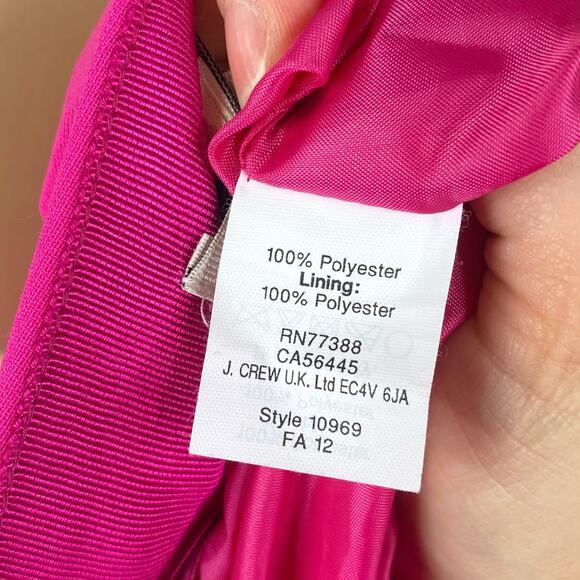 100% Polyester
Lining:
100% Polyester
RN77388
CA56445
J. CREW U.K. Ltd EC4V 6JA
Style 10969
FA 12